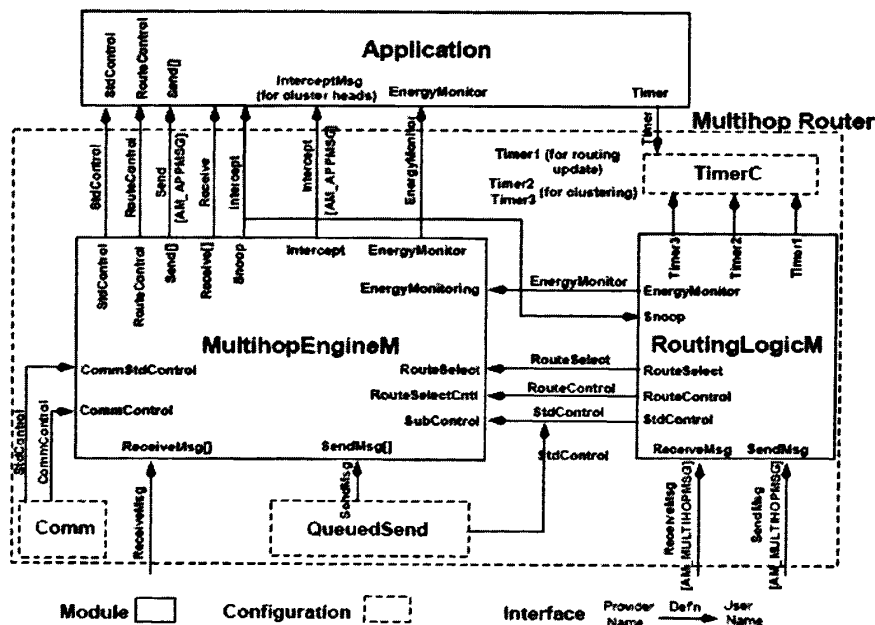 Application
StdControl
RouteControl
Send[]
InterceptMsg
(for cluster heads)
EnergyMonitor
Timer
Multihop Router
StdControl
RouteControl
Send
[AM_APPMSG]
Receive
Intercept
Intercept
[AM_APPMSG]
EnergyMonitor
Timer
Timer1 (for routing
update)
Timer2
Timer3
(for clustering)
TimerC
StdControl
RouteControl
Send[]
Receive[]
Snoop
Intercept
EnergyMonitor
Timer3
Timer2
Timer1
EnergyMonitoring
EnergyMonitor
EnergyMonitor
Snoop
MultihopEngineM
RoutingLogicM
CommStdControl
RouteSelect
RouteSelect
RouteSelect
CommControl
RouteSelectCntl
RouteControl
RouteControl
SubControl
StdControl
StdControl
StdControl
CommControl
ReceiveMsg[]
SendMsg[]
StdControl
ReceiveMsg
SendMsg
Comm
ReceiveMsg
SendMsg
QueuedSend
ReceiveMsg
[AM_MULTIHOPMSG]
SendMsg
[AM_MULTIHOPMSG]
Module
Configuration
Interface
Provider
Name
Defn
User
Name